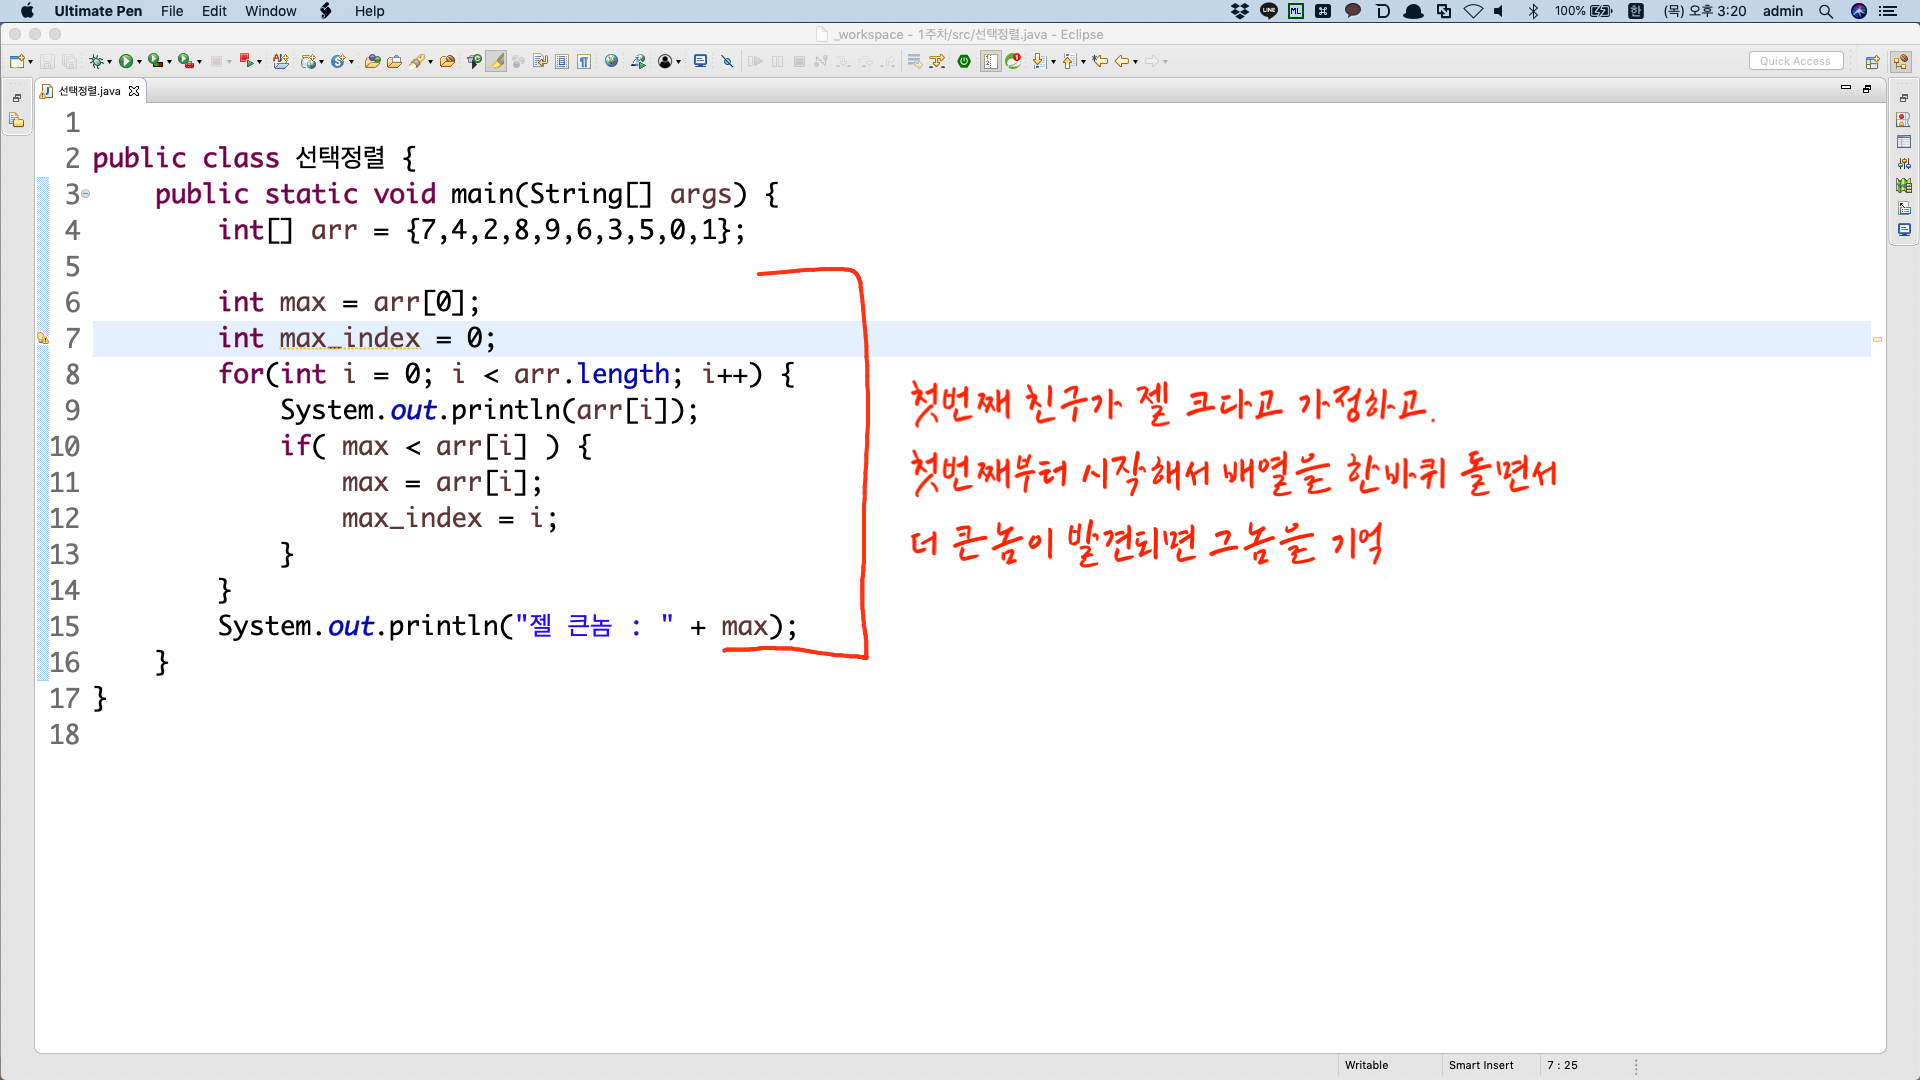 Ultimate Pen File Edit Window Help 100% 한 (목) 오후 3:20 admin
_workspace - 1주차/src/선택정렬.java - Eclipse
Quick Access
선택정렬.java
1
2 public class 선택정렬 {
3 public static void main(String[] args) {
4 int[] arr = {7,4,2,8,9,6,3,5,0,1};
5
6 int max = arr[0];
7 int max_index = 0;
8 for(int i = 0; i < arr.length; i++) {
9 System.out.println(arr[i]);
10 if( max < arr[i] ) {
11 max = arr[i];
12 max_index = i;
13 }
14 }
15 System.out.println("젤 큰놈 : " + max);
16 }
17 }
18
첫번째 친구가 젤 크다고 가정하고.
첫번째부터 시작해서 배열을 한바퀴 돌면서
더 큰놈이 발견되면 그놈을 기억
Writable Smart Insert 7 : 25